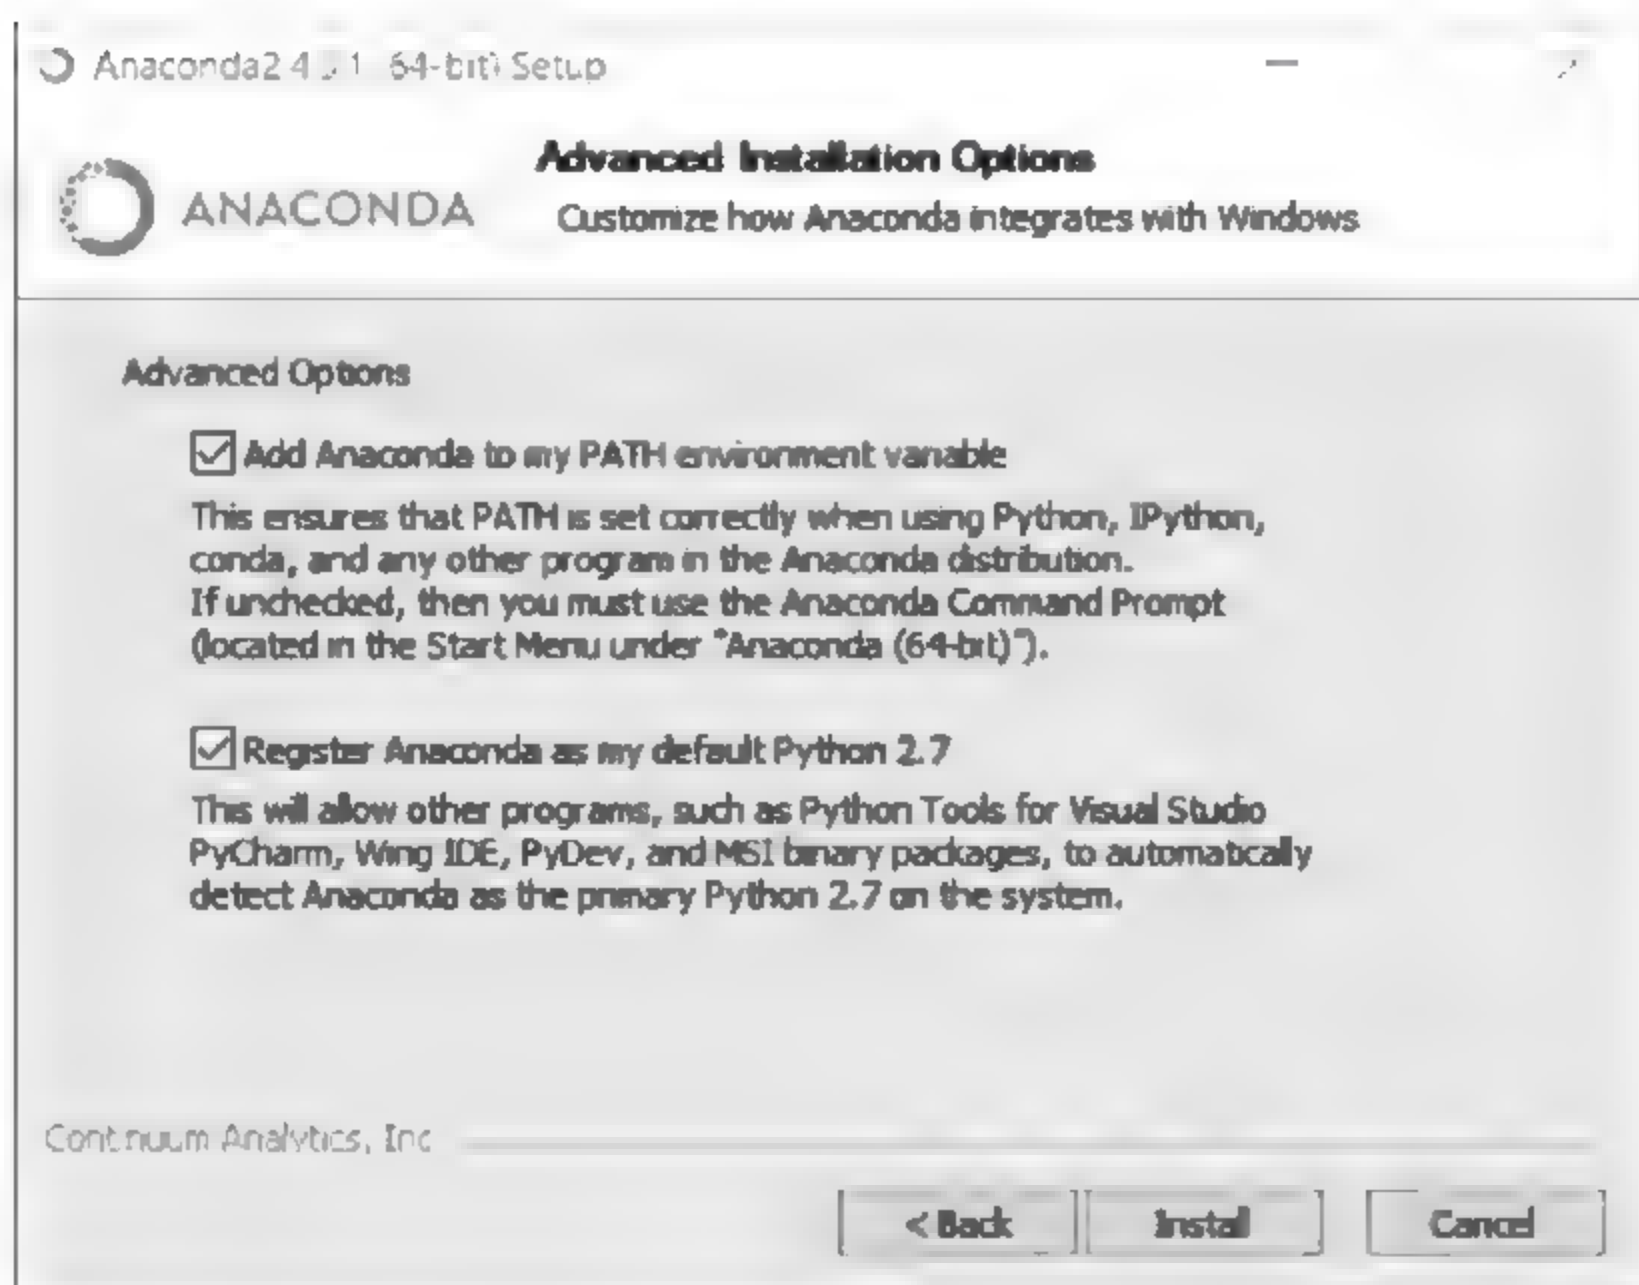 Anaconda2 4 1 64-bit) Setup
ANACONDA
Advanced Installation Options
Customize how Anaconda integrates with Windows
Advanced Options
Add Anaconda to my PATH environment variable
This ensures that PATH is set correctly when using Python, IPython,
conda, and any other program in the Anaconda distribution.
If unchecked, then you must use the Anaconda Command Prompt
(located in the Start Menu under "Anaconda (64-bit)").
Register Anaconda as my default Python 2.7
This will allow other programs, such as Python Tools for Visual Studio
PyCharm, Wing IDE, PyDev, and MSI binary packages, to automatically
detect Anaconda as the primary Python 2.7 on the system.
Continuum Analytics, Inc
< Back
Install
Cancel